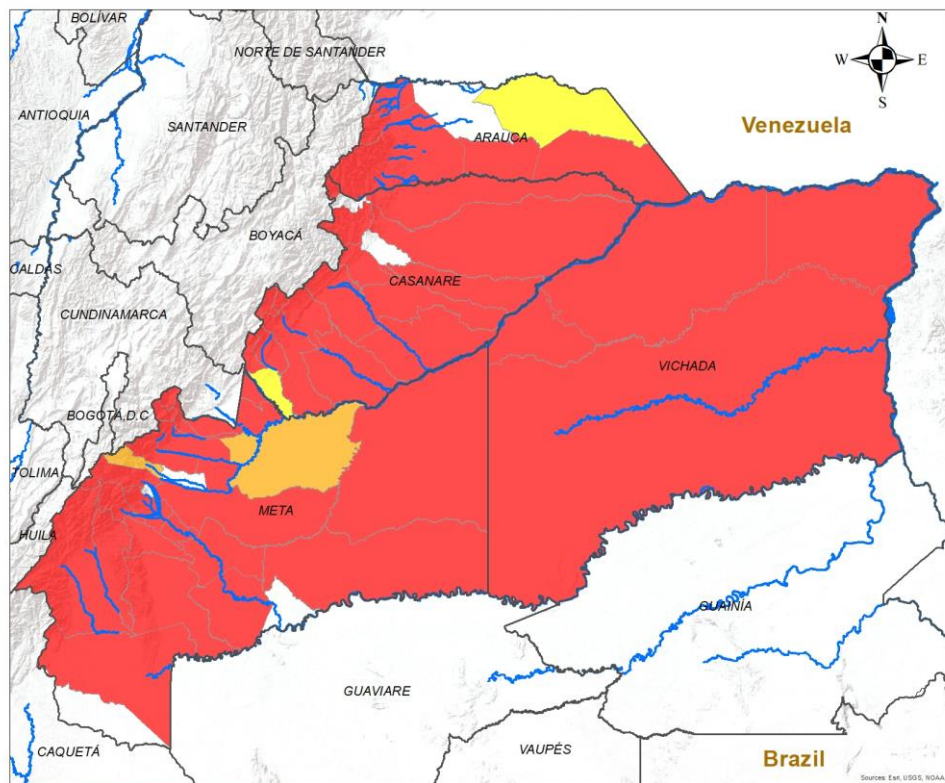 BOLÍVAR
NORTE DE SANTANDER
N
W
E
S
ANTIOQUIA
SANTANDER
ARAUCA
Venezuela
BOYACÁ
CALDAS
CASANARE
CUNDINAMARCA
VICHADA
BOGOTÁ,D.C
TOLIMA
META
HUILA
GUAINÍA
GUAVIARE
CAQUETÁ
VAUPÉS
Brazil
Sources: Esri, USGS, NOAA